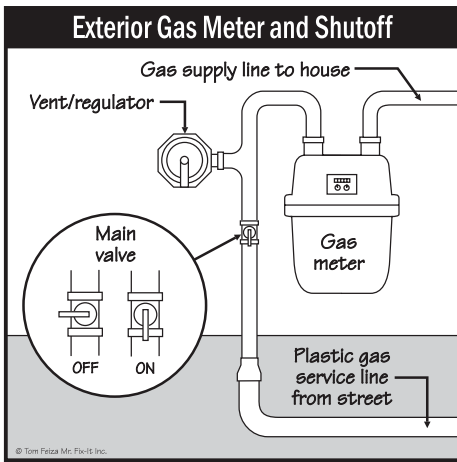 Exterior Gas Meter and Shutoff
Gas supply line to house
Vent/regulator
Main
valve
Gas
meter
OFF
ON
Plastic gas
service line
from street
© Tom Feiza Mr. Fix-It Inc.